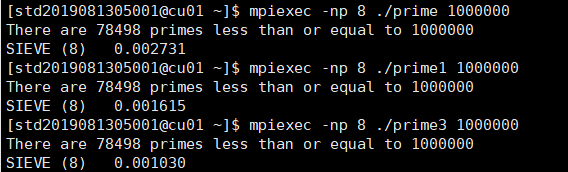 [std2019081305001@cu01 ~]$ mpiexec -np 8 ./prime 1000000
There are 78498 primes less than or equal to 1000000
SIEVE (8)   0.002731
[std2019081305001@cu01 ~]$ mpiexec -np 8 ./prime1 1000000
There are 78498 primes less than or equal to 1000000
SIEVE (8)   0.001615
[std2019081305001@cu01 ~]$ mpiexec -np 8 ./prime3 1000000
There are 78498 primes less than or equal to 1000000
SIEVE (8)   0.001030